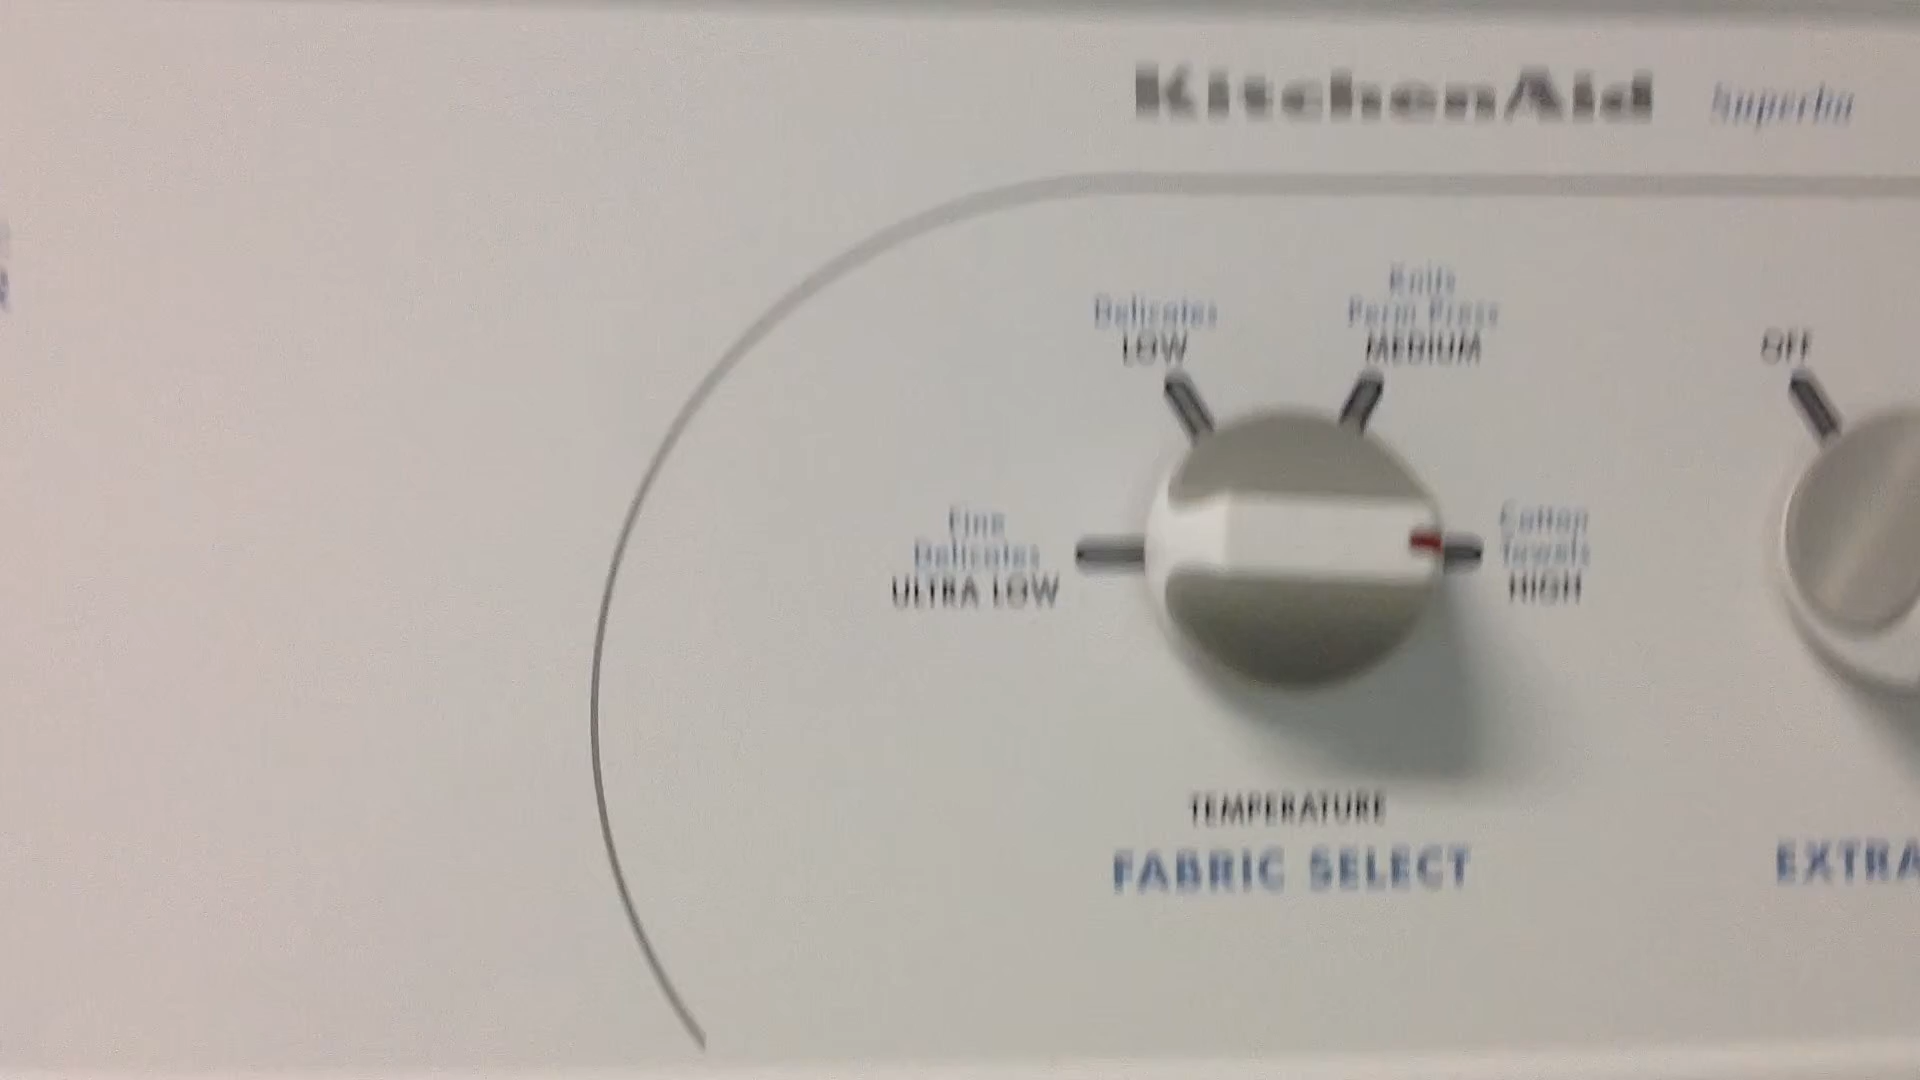 KitchenAid Superba
Delicates
LOW
Knits
Perm Press
MEDIUM
OFF
Fine
Delicates
ULTRA LOW
Cotton
Towels
HIGH
TEMPERATURE
FABRIC SELECT
EXTRA